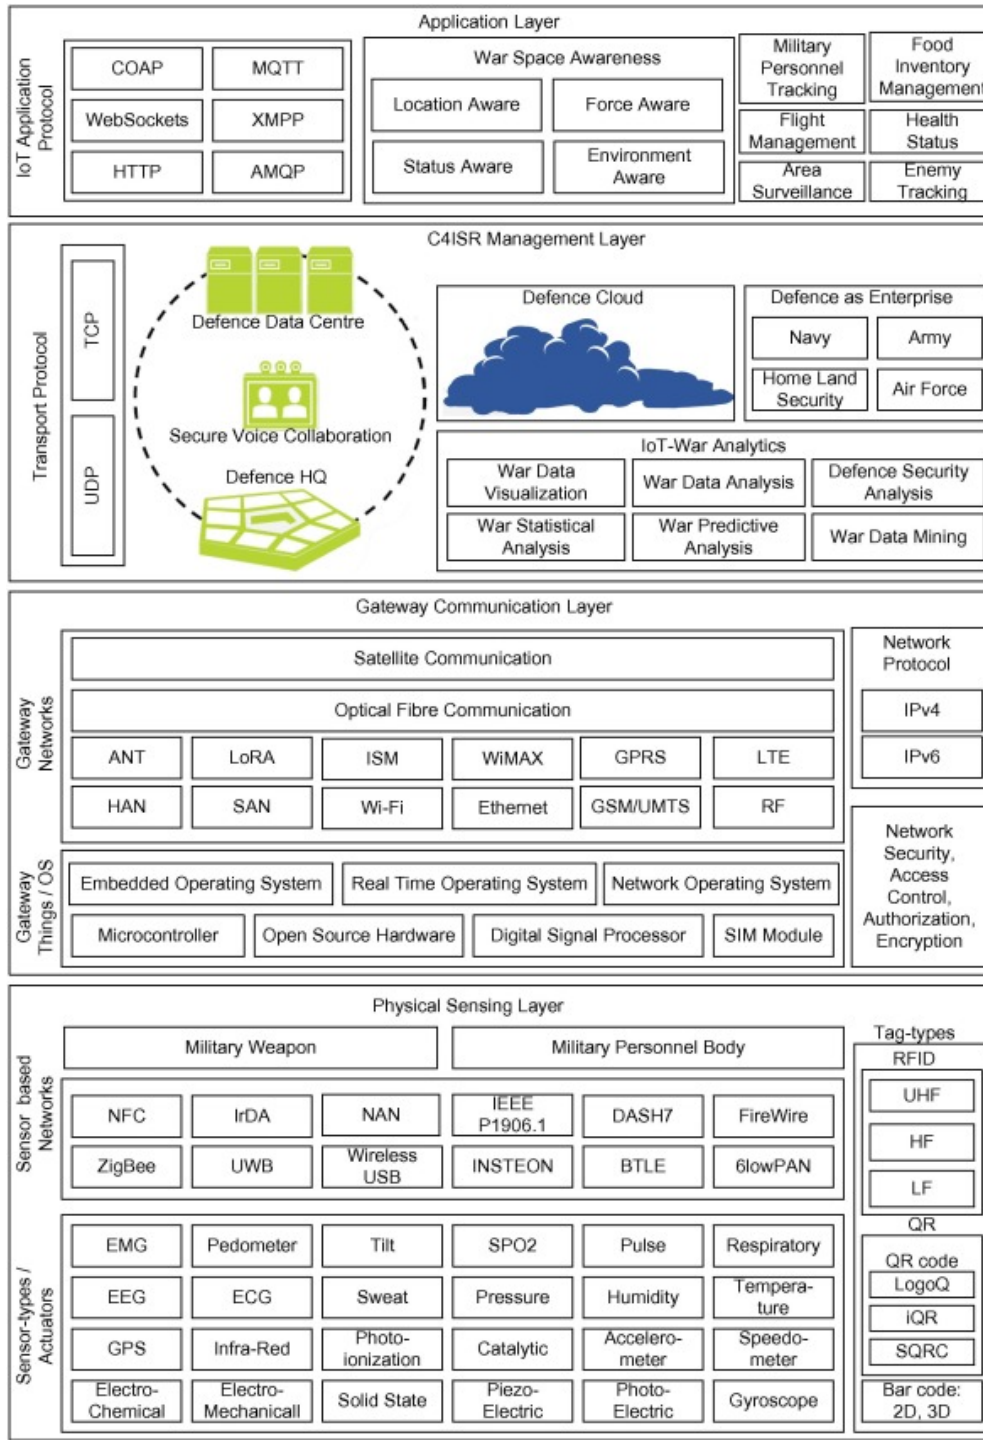 Application Layer
IoT Application
Protocol
COAP
MQTT
WebSockets
XMPP
HTTP
AMQP
War Space Awareness
Location Aware
Force Aware
Status Aware
Environment
Aware
Military
Personnel
Tracking
Food
Inventory
Management
Flight
Management
Health
Status
Area
Surveillance
Enemy
Tracking
C4ISR Management Layer
Transport Protocol
TCP
UDP
Defence Data Centre
Secure Voice Collaboration
Defence HQ
Defence Cloud
Defence as Enterprise
Navy
Army
Home Land
Security
Air Force
IoT-War Analytics
War Data
Visualization
War Data Analysis
Defence Security
Analysis
War Statistical
Analysis
War Predictive
Analysis
War Data Mining
Gateway Communication Layer
Gateway
Networks
Satellite Communication
Optical Fibre Communication
ANT
LoRA
ISM
WiMAX
GPRS
LTE
HAN
SAN
Wi-Fi
Ethernet
GSM/UMTS
RF
Network
Protocol
IPv4
IPv6
Gateway
Things / OS
Embedded Operating System
Real Time Operating System
Network Operating System
Microcontroller
Open Source Hardware
Digital Signal Processor
SIM Module
Network
Security,
Access
Control,
Authorization,
Encryption
Physical Sensing Layer
Military Weapon
Military Personnel Body
Sensor based
Networks
NFC
IrDA
NAN
IEEE
P1906.1
DASH7
FireWire
ZigBee
UWB
Wireless
USB
INSTEON
BTLE
6lowPAN
Sensor-types /
Actuators
EMG
Pedometer
Tilt
SPO2
Pulse
Respiratory
EEG
ECG
Sweat
Pressure
Humidity
Tempera-
ture
GPS
Infra-Red
Photo-
ionization
Catalytic
Accelero-
meter
Speedo-
meter
Electro-
Chemical
Electro-
Mechanicall
Solid State
Piezo-
Electric
Photo-
Electric
Gyroscope
Tag-types
RFID
UHF
HF
LF
QR
QR code
LogoQ
iQR
SQRC
Bar code:
2D, 3D